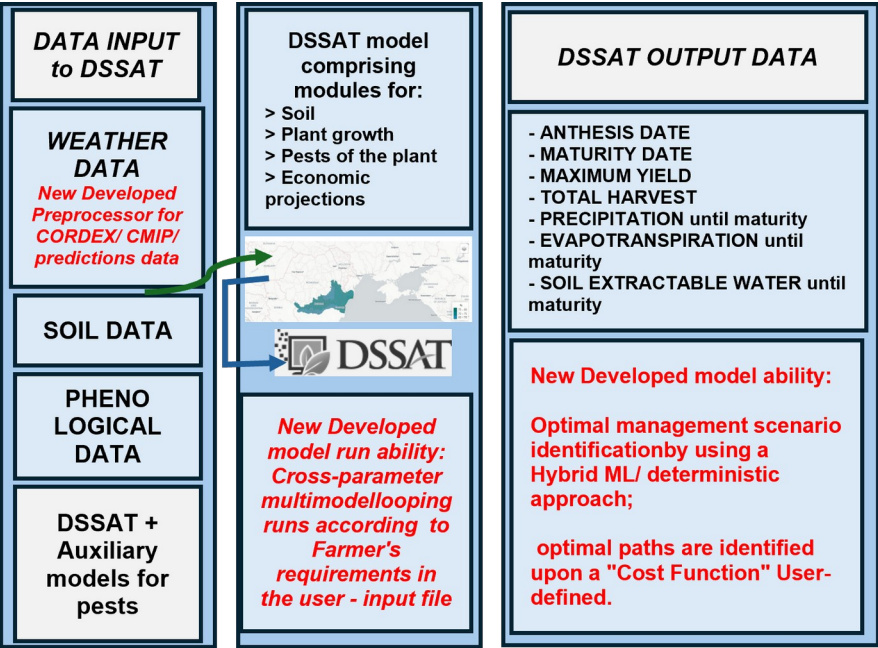 DATA INPUT
to DSSAT
WEATHER
DATA
New Developed
Preprocessor for
CORDEX/ CMIP/
predictions data
SOIL DATA
PHENO
LOGICAL
DATA
DSSAT +
Auxiliary
models for
pests
DSSAT model
comprising
modules for:
> Soil
> Plant growth
> Pests of the plant
> Economic
projections
DSSAT
New Developed
model run ability:
Cross-parameter
multimodellooping
runs according to
Farmer's
requirements in
the user - input file
DSSAT OUTPUT DATA
- ANTHESIS DATE
- MATURITY DATE
- MAXIMUM YIELD
- TOTAL HARVEST
- PRECIPITATION until maturity
- EVAPOTRANSPIRATION until
maturity
- SOIL EXTRACTABLE WATER until
maturity
New Developed model ability:
Optimal management scenario
identificationby using a
Hybrid ML/ deterministic
approach;
optimal paths are identified
upon a "Cost Function" User-
defined.